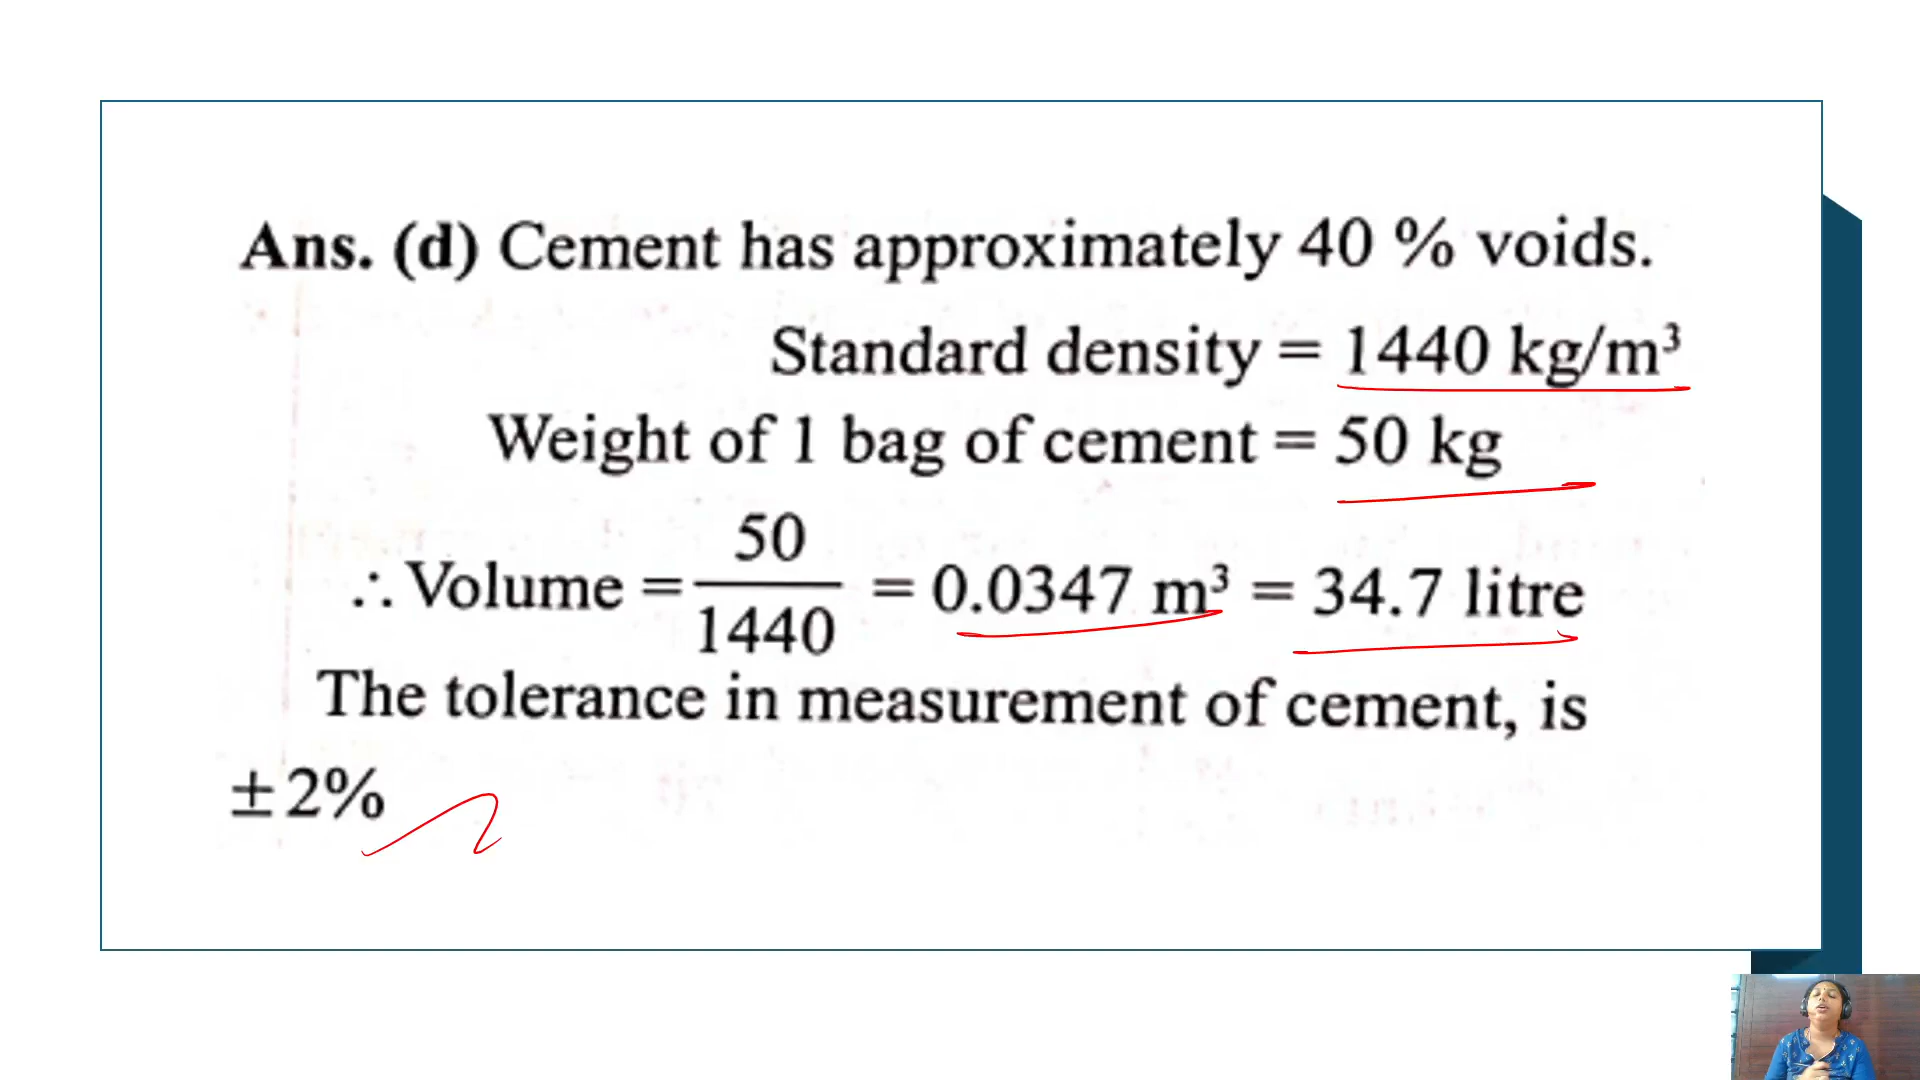 Ans. (d) Cement has approximately 40 % voids.
Standard density = 1440 kg/m³
Weight of 1 bag of cement = 50 kg
∴ Volume = 50/1440 = 0.0347 m³ = 34.7 litre
The tolerance in measurement of cement, is
±2%